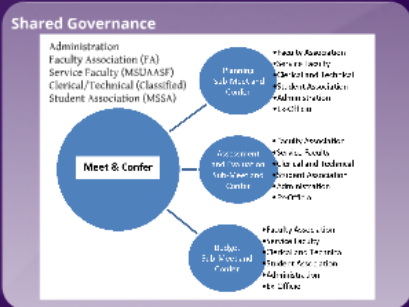 Shared Governance
Administration
Faculty Association (FA)
Service Faculty (MSUAASF)
Clerical/Technical (Classified)
Student Association (MSSA)
Meet & Confer
Planning
Sub-Meet and
Confer
•Faculty Association
•Service Faculty
•Clerical and Technical
•Student Association
•Administration
•Ex-Officio
Assessment
and Evaluation
Sub-Meet and
Confer
•Faculty Association
•Service Faculty
•Clerical and Technical
•Student Association
•Administration
•Ex-Officio
Budget
Sub-Meet and
Confer
•Faculty Association
•Service Faculty
•Clerical and Technical
•Student Association
•Administration
•Ex-Officio